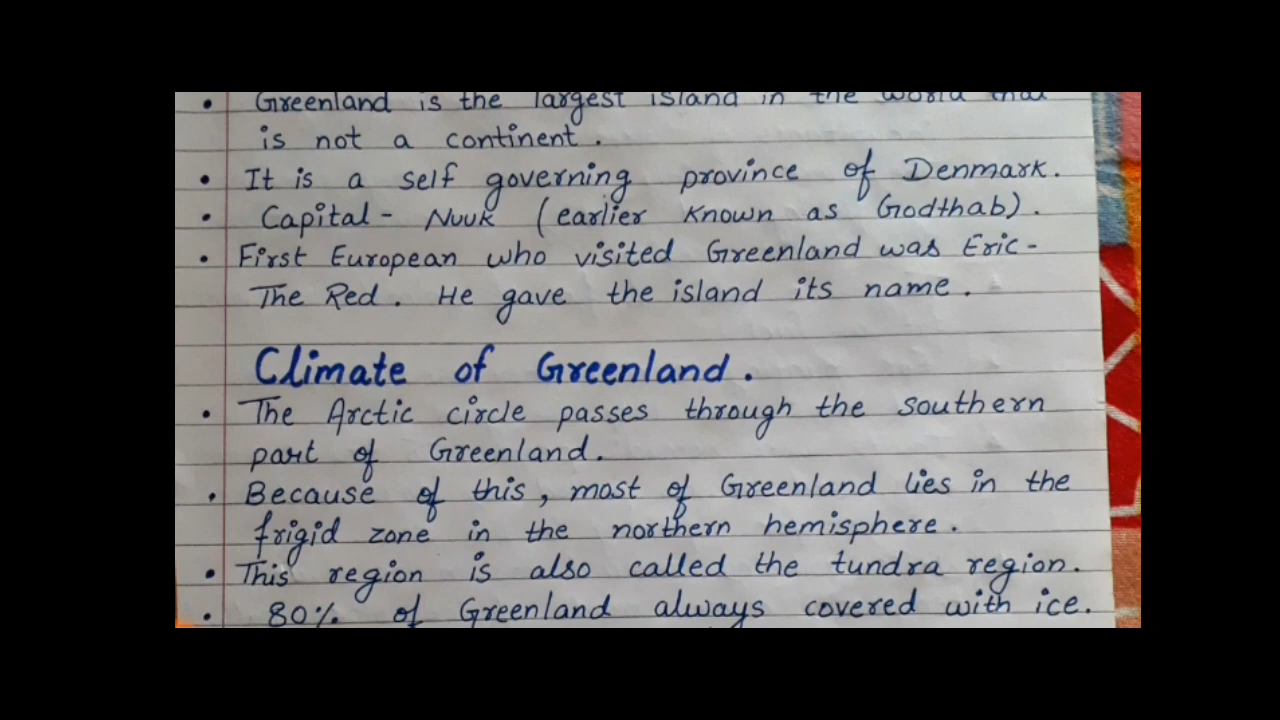 • Greenland is the largest island in the world that
is not a continent.
• It is a self governing province of Denmark.
• Capital - Nuuk (earlier known as Godthab).
• First European who visited Greenland was Eric -
The Red. He gave the island its name.
Climate of Greenland.
• The Arctic circle passes through the southern
part of Greenland.
• Because of this, most of Greenland lies in the
frigid zone in the northern hemisphere.
• This region is also called the tundra region.
• 80% of Greenland always covered with ice.